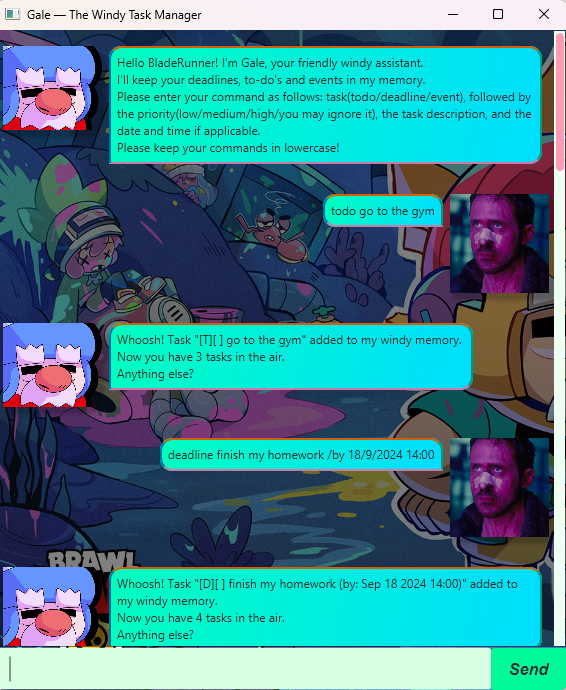 Gale — The Windy Task Manager
Hello BladeRunner! I'm Gale, your friendly windy assistant.
I'll keep your deadlines, to-do's and events in my memory.
Please enter your command as follows: task(todo/deadline/event), followed by
the priority(low/medium/high/you may ignore it), the task description, and the
date and time if applicable.
Please keep your commands in lowercase!
todo go to the gym
Whoosh! Task "[T][ ] go to the gym" added to my windy memory.
Now you have 3 tasks in the air.
Anything else?
deadline finish my homework /by 18/9/2024 14:00
BRAWL
Whoosh! Task "[D][ ] finish my homework (by: Sep 18 2024 14:00)" added to
my windy memory.
Now you have 4 tasks in the air.
Anything else?
Send